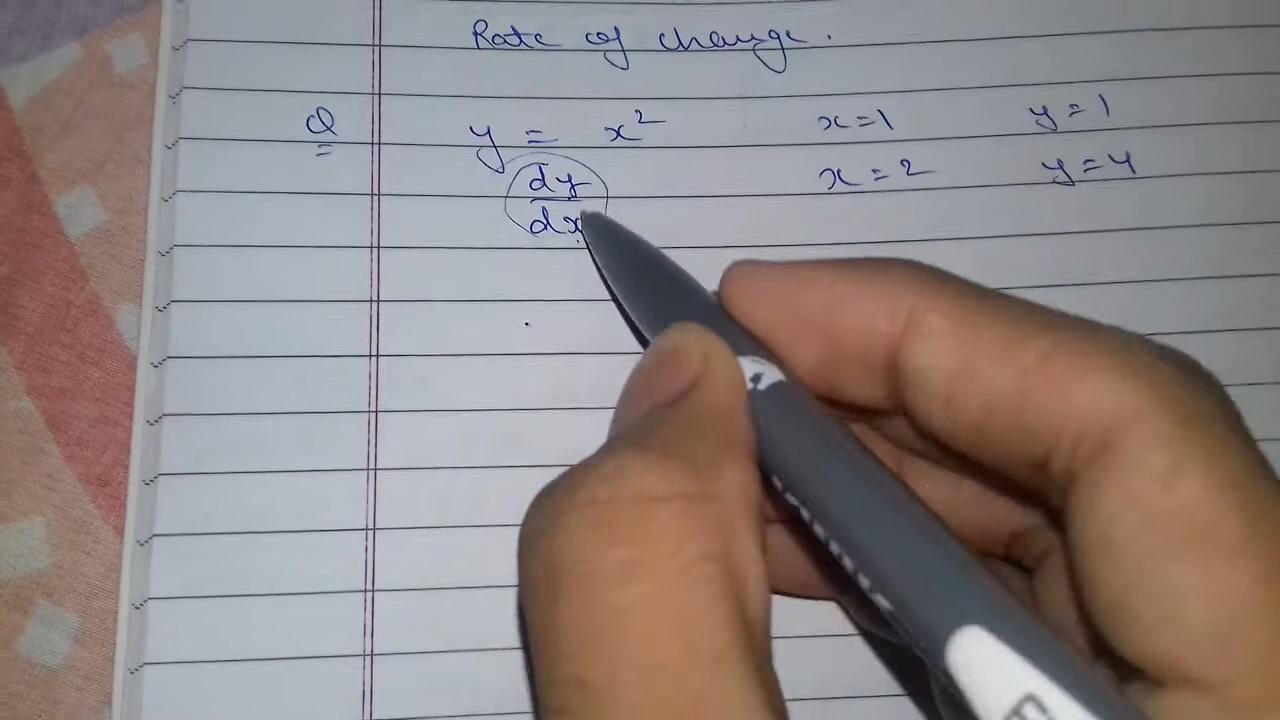 Rate of change.
Q y = x² x=1 y=1
dy/dx x=2 y=4